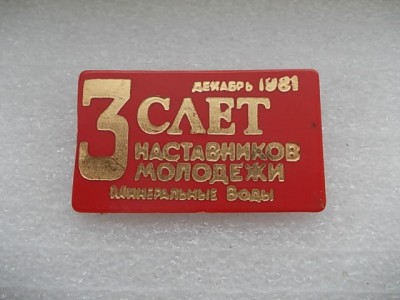 ДЕКАБРЬ 1981
3 СЛЕТ
НАСТАВНИКОВ
МОЛОДЕЖИ
МИНЕРАЛЬНЫЕ ВОДЫ